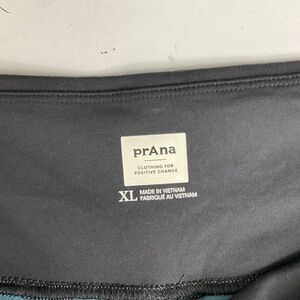 prAna
CLOTHING FOR
POSITIVE CHANGE
XL MADE IN VIETNAM
FABRIQUÉ AU VIETNAM